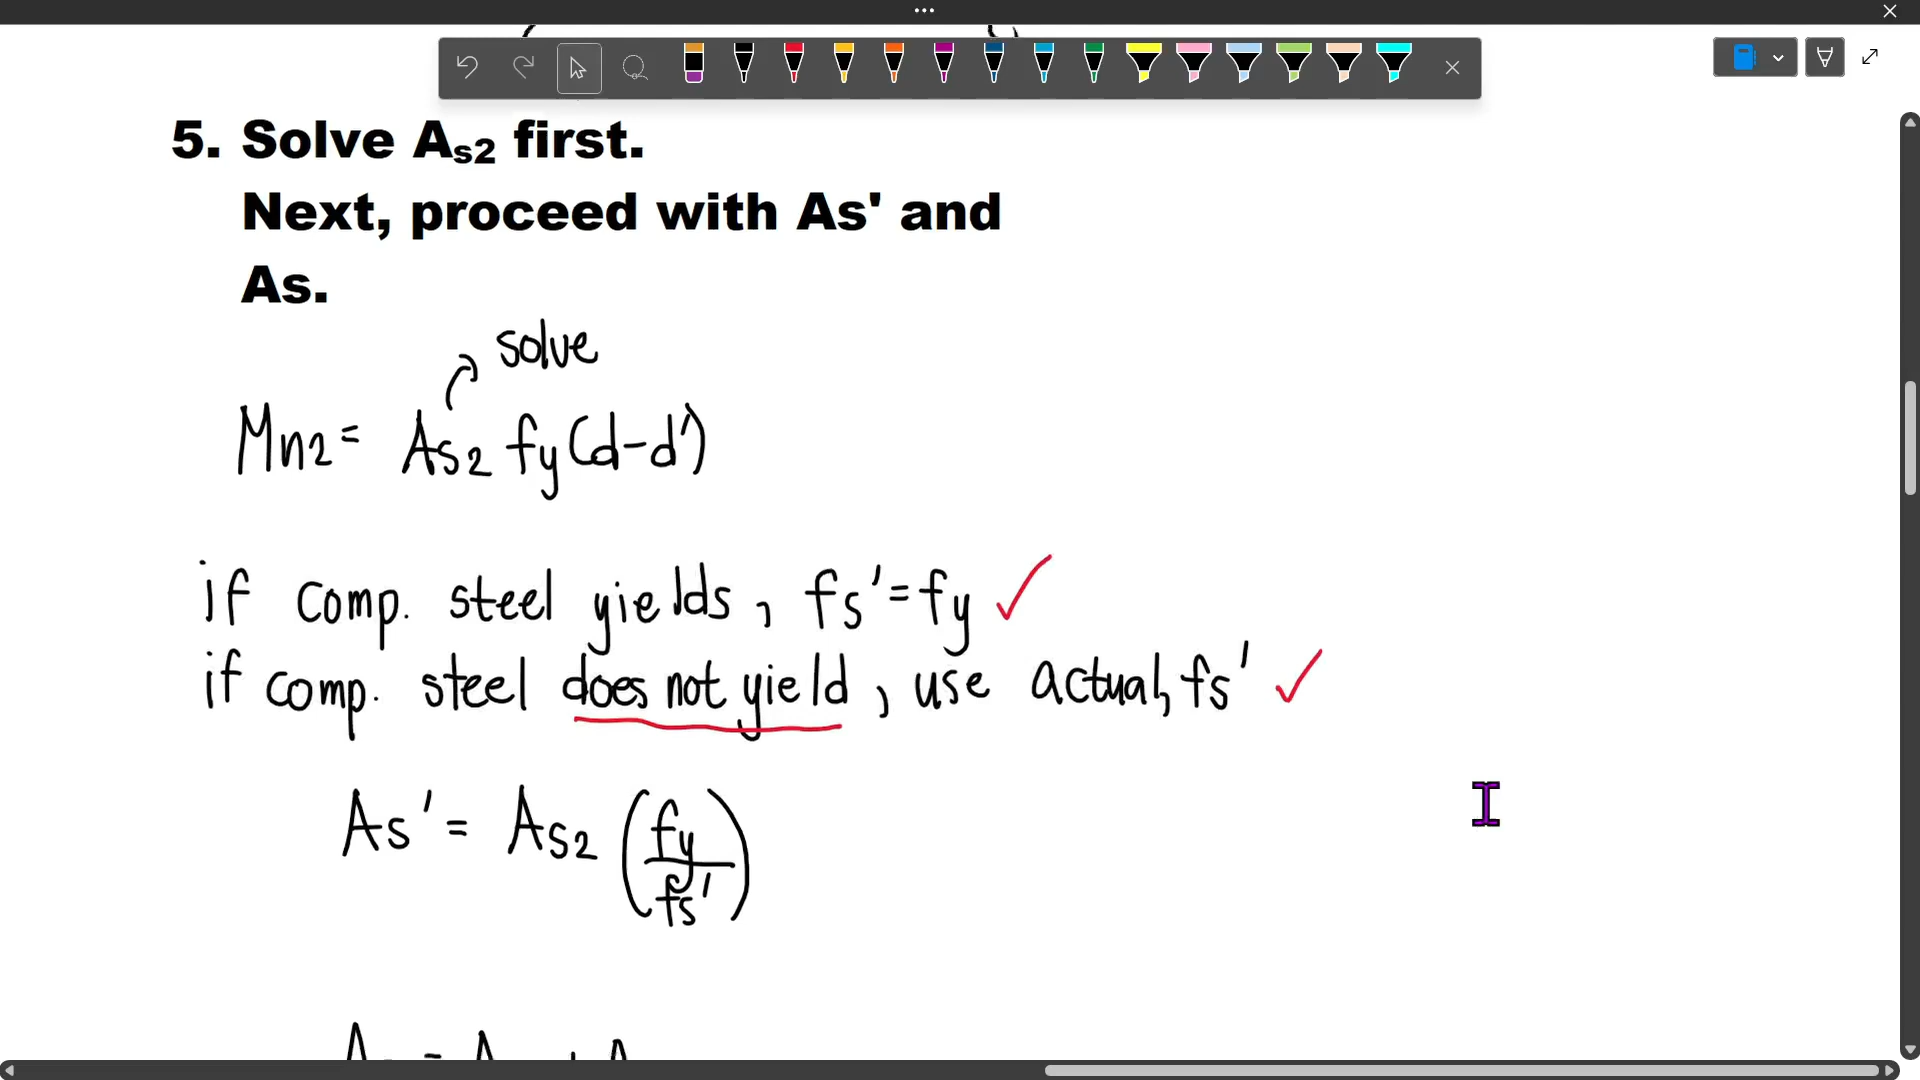 5. Solve As2 first.
Next, proceed with As' and
As.
solve
Mn2 = As2 fy(d-d')
if comp. steel yields, fs' = fy ✓
if comp. steel does not yield, use actual, fs' ✓
As' = As2 (fy/fs')